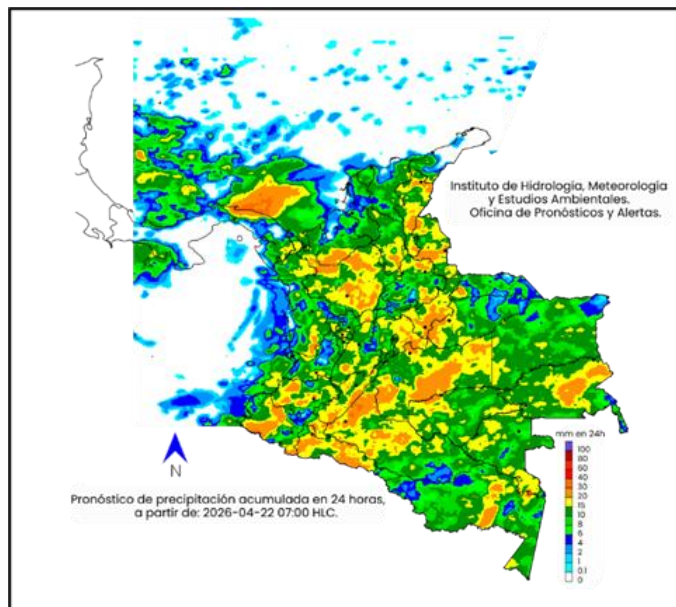 Instituto de Hidrología, Meteorología
y Estudios Ambientales.
Oficina de Pronósticos y Alertas.
mm en 24h
100
80
60
40
30
20
15
10
8
6
4
2
1
0.1
0
N
Pronóstico de precipitación acumulada en 24 horas,
a partir de: 2026-04-22 07:00 HLC.